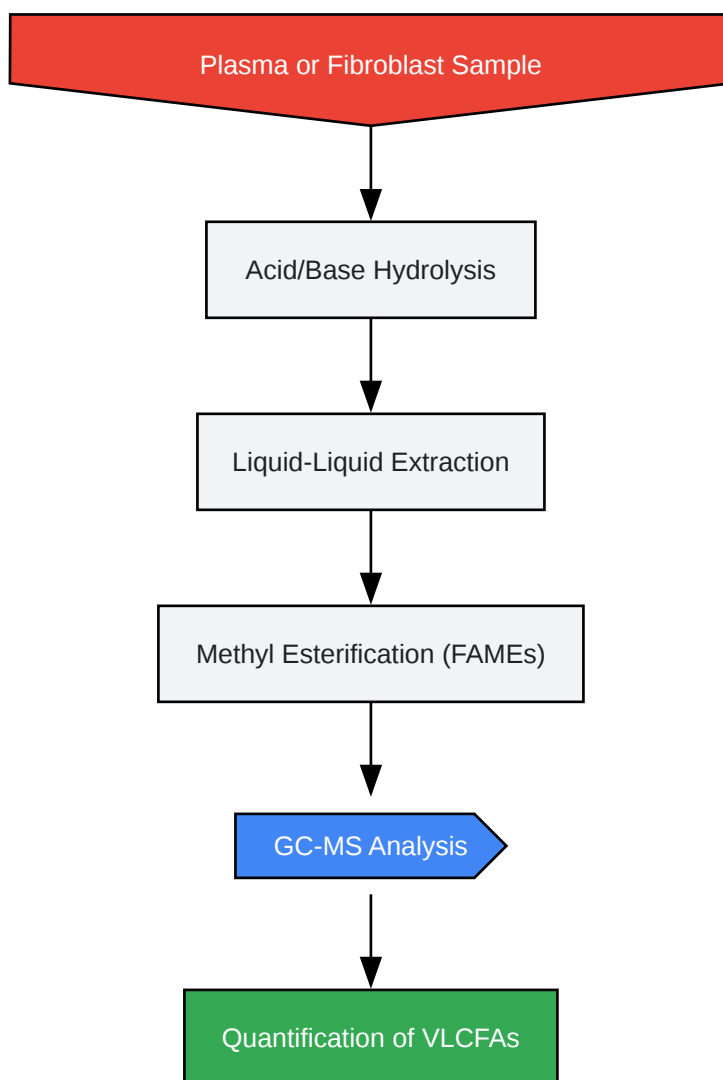 Plasma or Fibroblast Sample
Acid/Base Hydrolysis
Liquid-Liquid Extraction
Methyl Esterification (FAMEs)
GC-MS Analysis
Quantification of VLCFAs